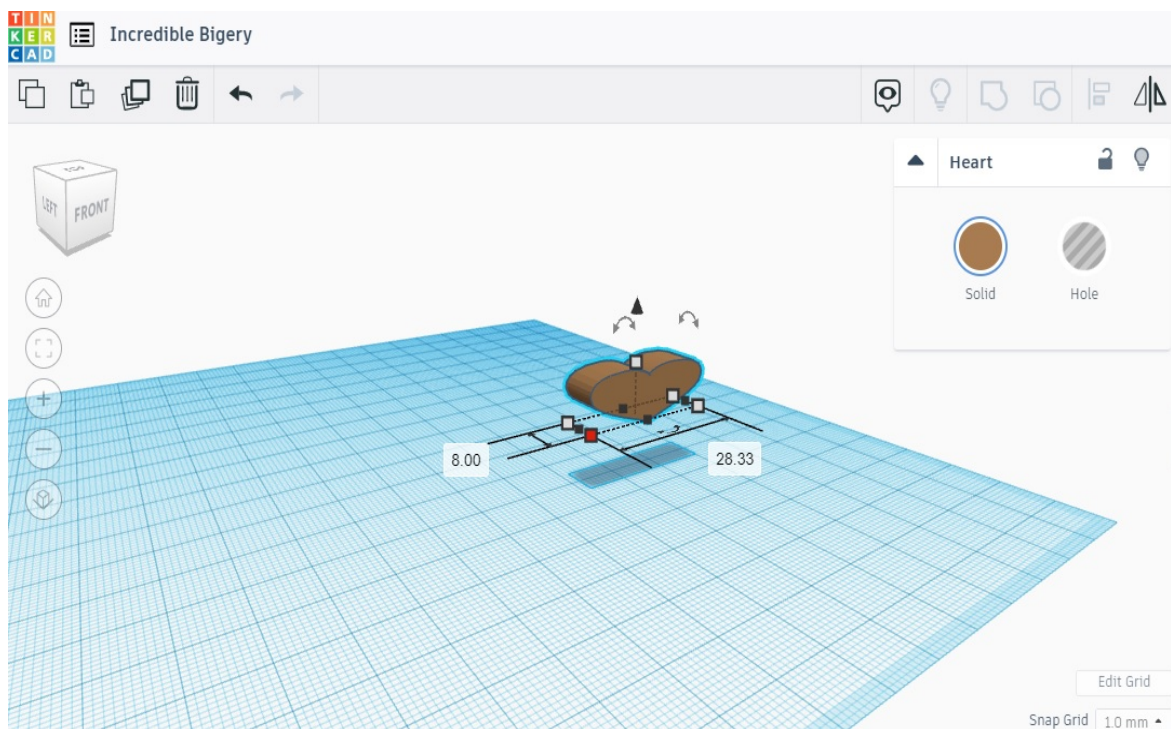 TIN
KER
CAD
Incredible Bigery
LEFT
FRONT
Heart
Solid
Hole
8.00
28.33
Edit Grid
Snap Grid 1.0 mm